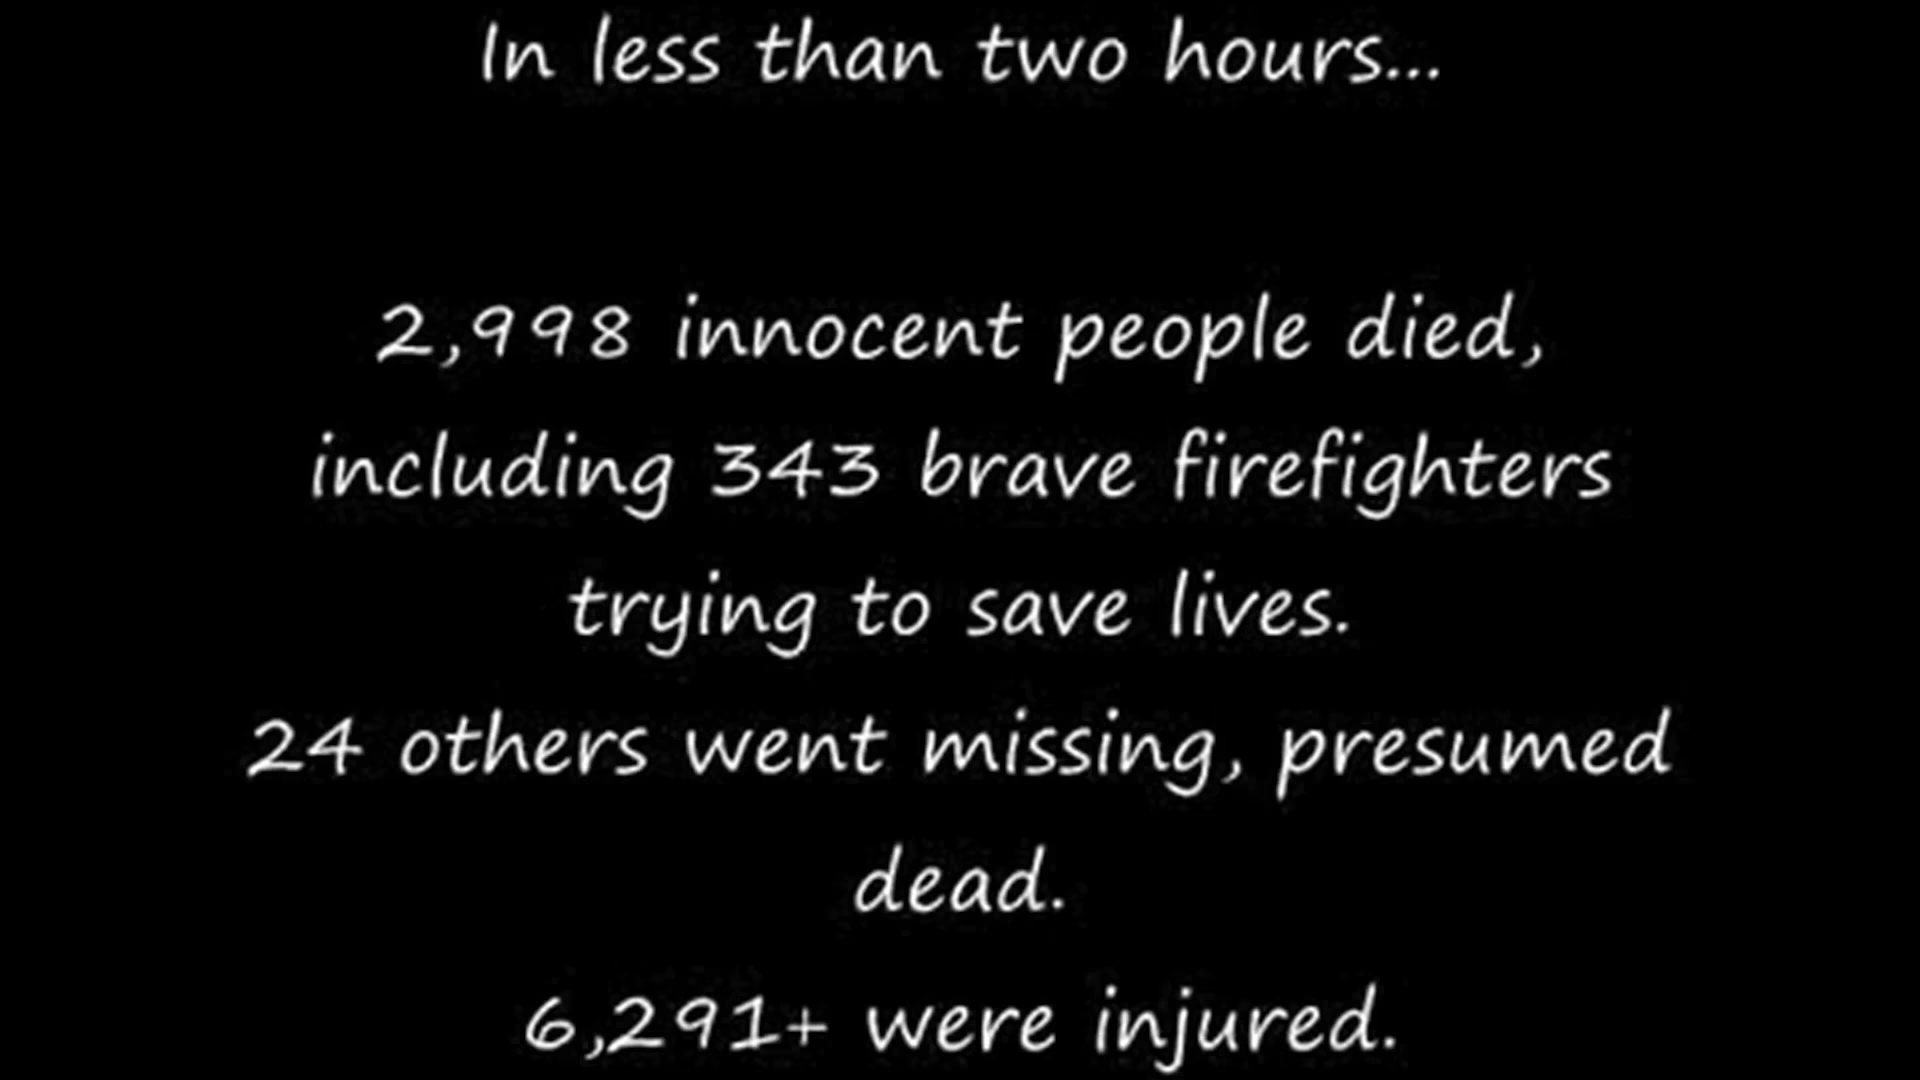 In less than two hours...
2,998 innocent people died,
including 343 brave firefighters
trying to save lives.
24 others went missing, presumed
dead.
6,291+ were injured.